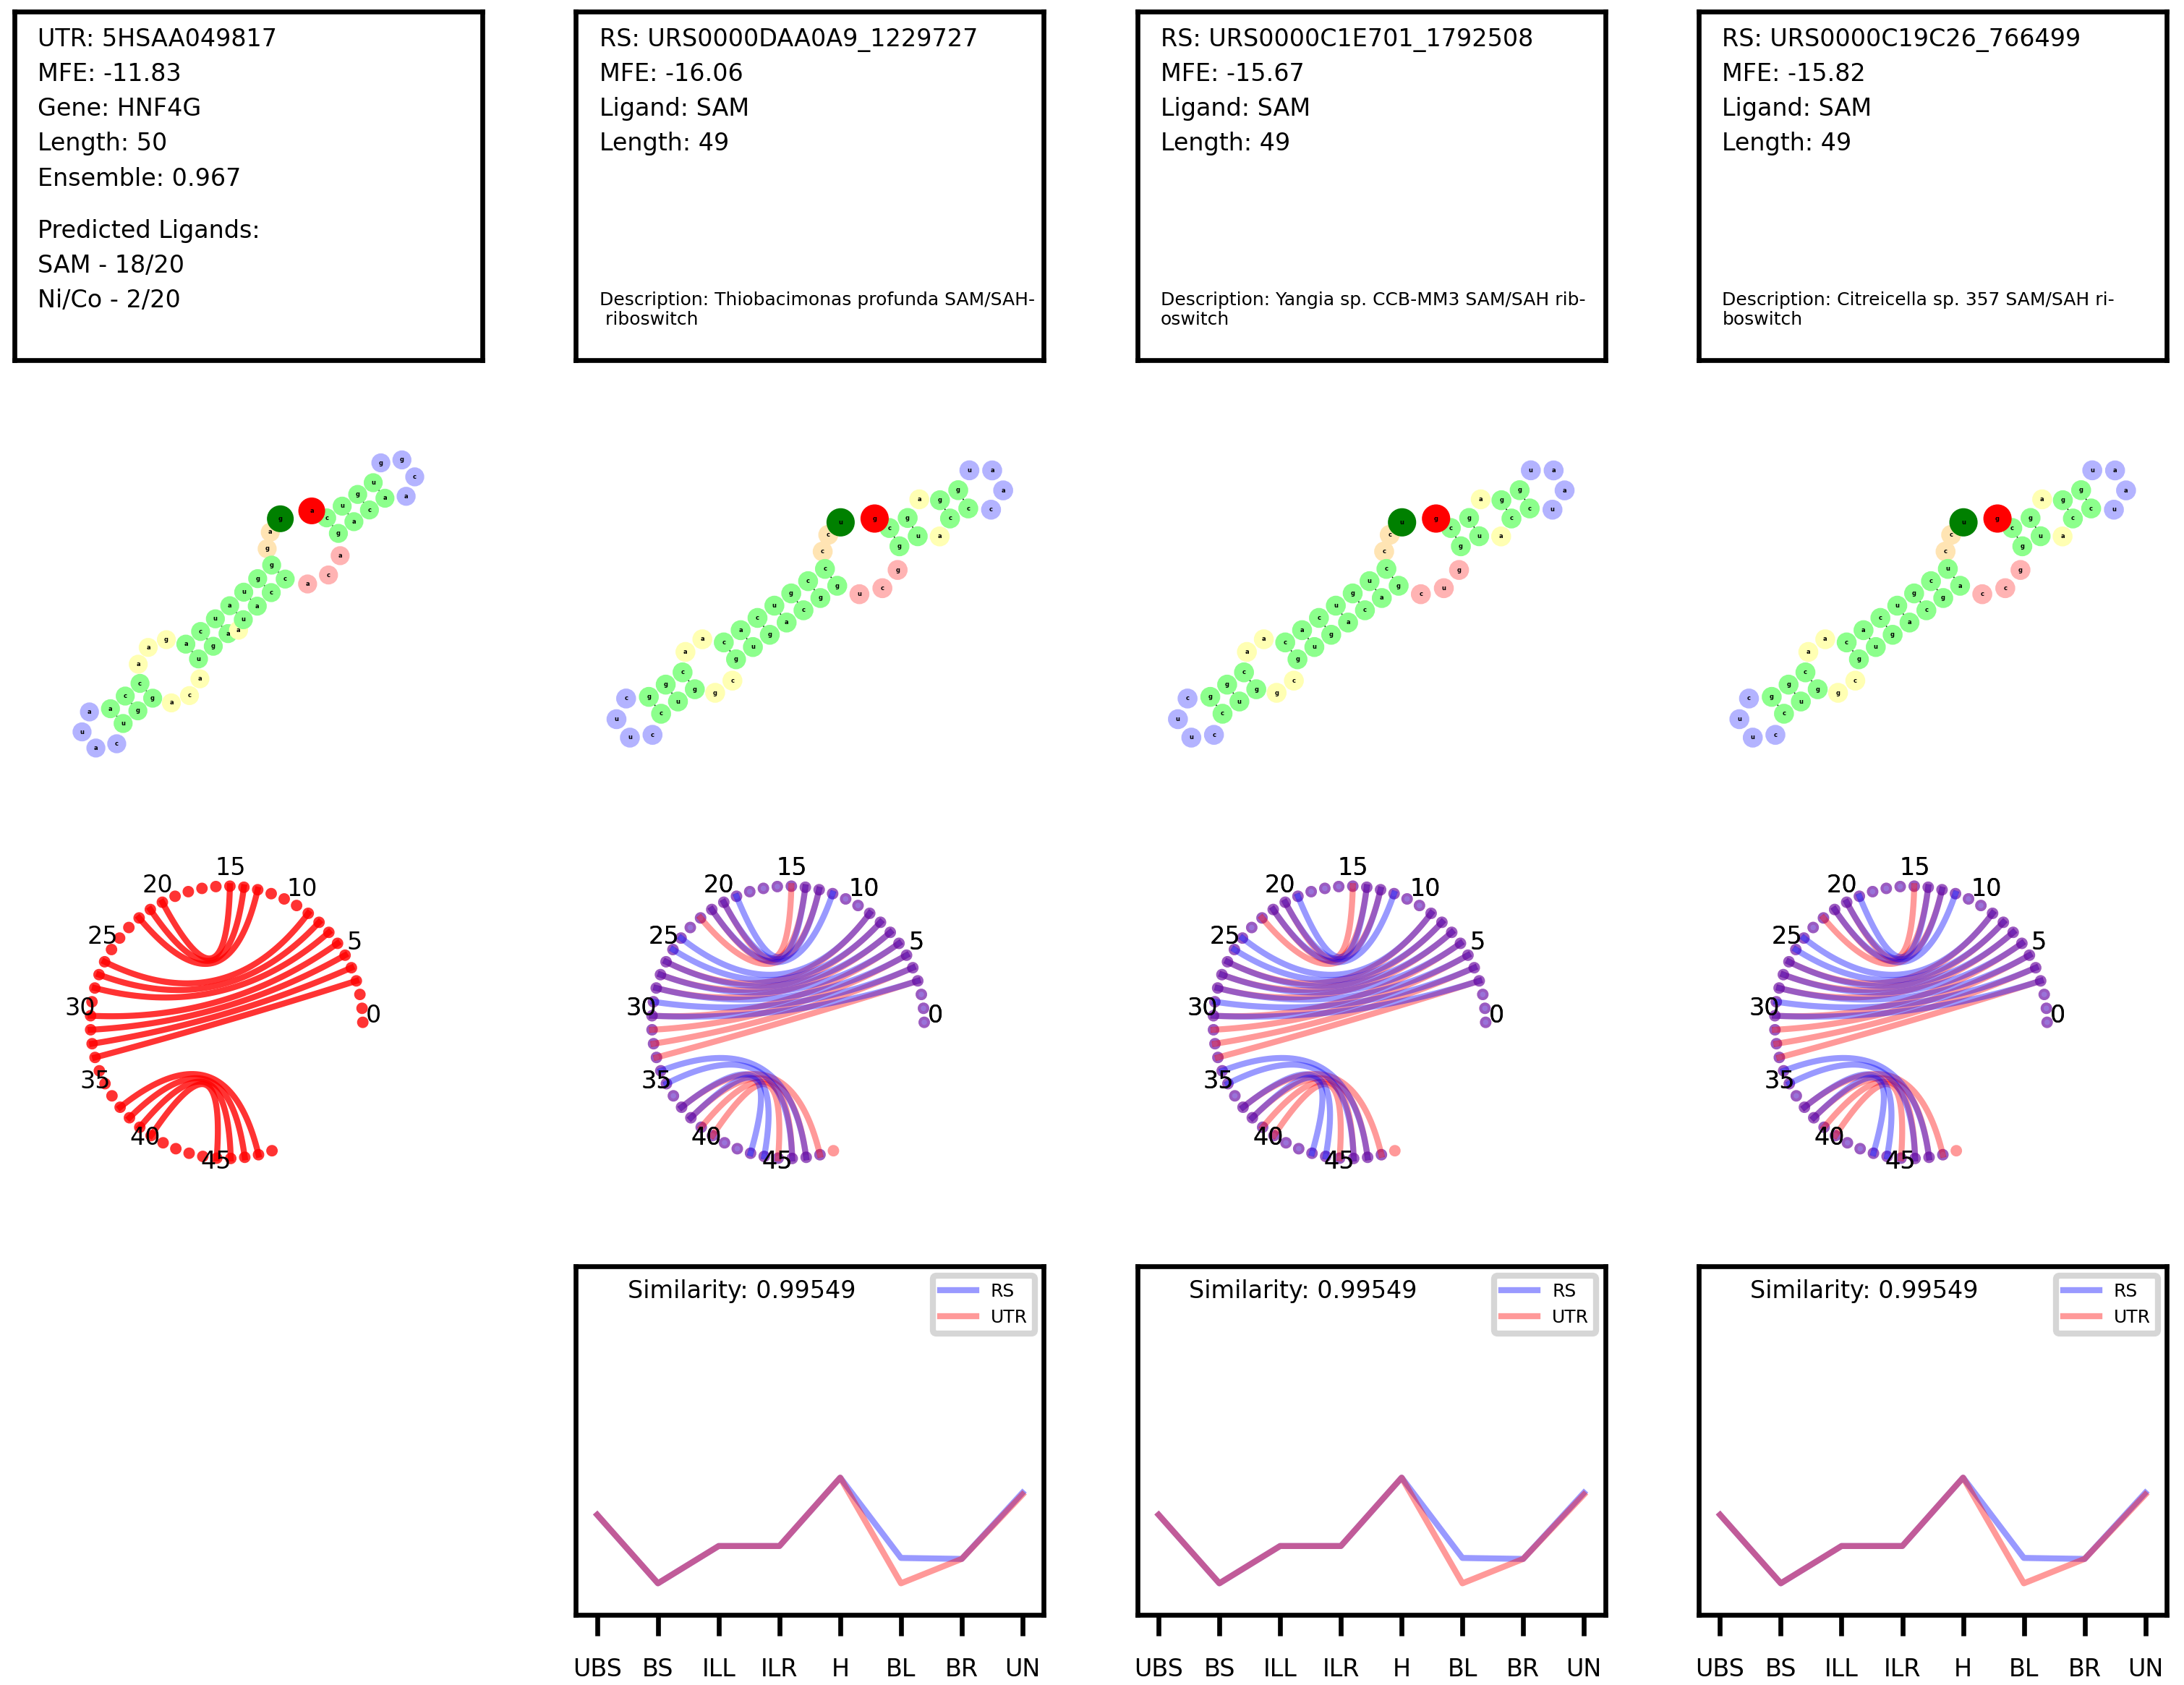 UTR: 5HSAA049817
MFE: -11.83
Gene: HNF4G
Length: 50
Ensemble: 0.967
Predicted Ligands:
SAM - 18/20
Ni/Co - 2/20
RS: URS0000DAA0A9_1229727
MFE: -16.06
Ligand: SAM
Length: 49
Description: Thiobacimonas profunda SAM/SAH-
riboswitch
RS: URS0000C1E701_1792508
MFE: -15.67
Ligand: SAM
Length: 49
Description: Yangia sp. CCB-MM3 SAM/SAH rib-
oswitch
RS: URS0000C19C26_766499
MFE: -15.82
Ligand: SAM
Length: 49
Description: Citreicella sp. 357 SAM/SAH ri-
boswitch
0
5
10
15
20
25
30
35
40
45
0
5
10
15
20
25
30
35
40
45
0
5
10
15
20
25
30
35
40
45
0
5
10
15
20
25
30
35
40
45
Similarity: 0.99549
RS
UTR
UBS BS ILL ILR H BL BR UN
Similarity: 0.99549
RS
UTR
UBS BS ILL ILR H BL BR UN
Similarity: 0.99549
RS
UTR
UBS BS ILL ILR H BL BR UN